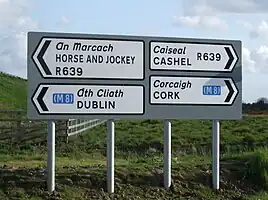 An Marcach
HORSE AND JOCKEY
R639
(M8) Áth Cliath
DUBLIN
Caiseal
CASHEL R639
Corcaigh (M8)
CORK